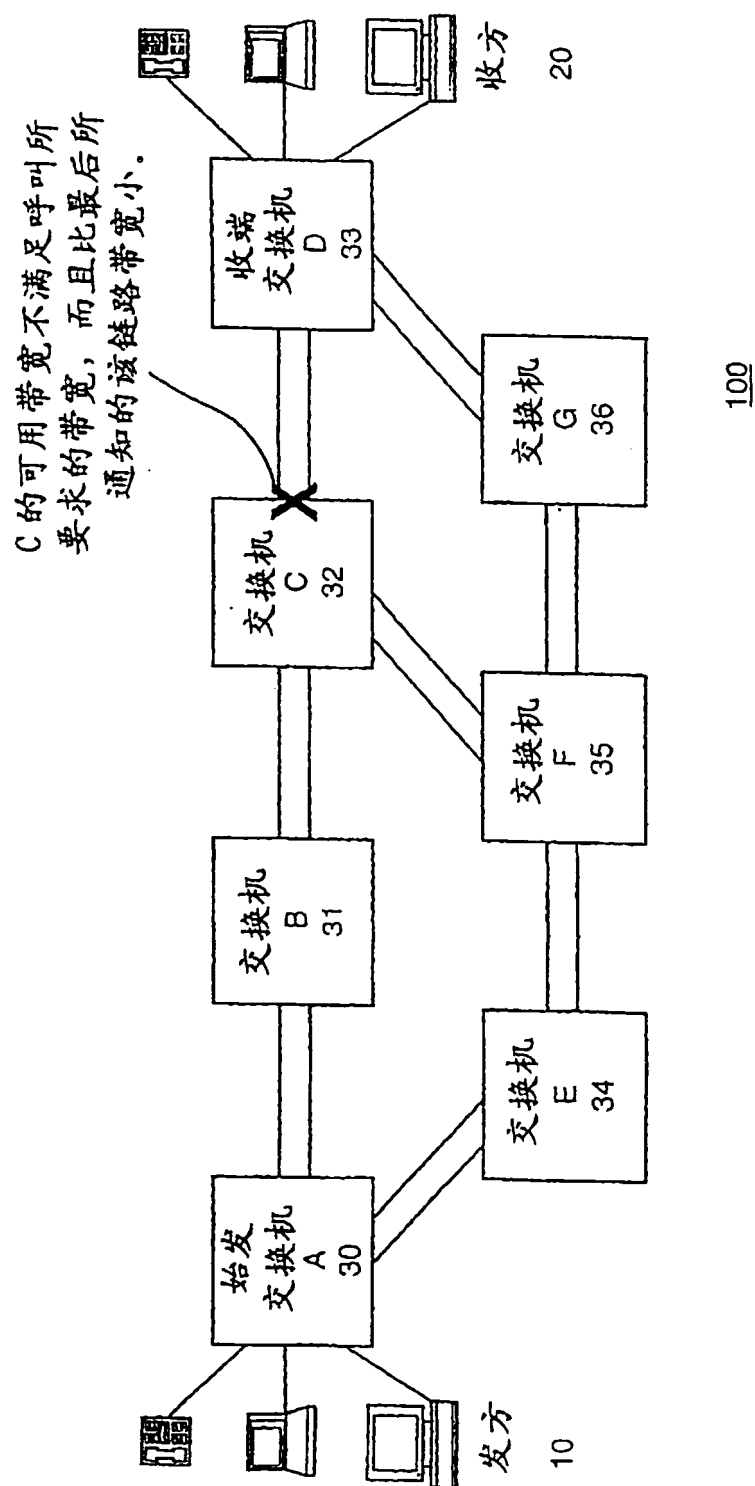 C的可用带宽不满足呼叫所
要求的带宽，而且比最后所
通知的该链路带宽小。
始发
交换机
A
30
交换机
B
31
交换机
C
32
收端
交换机
D
33
交换机
E
34
交换机
F
35
交换机
G
36
发方
10
收方
20
100